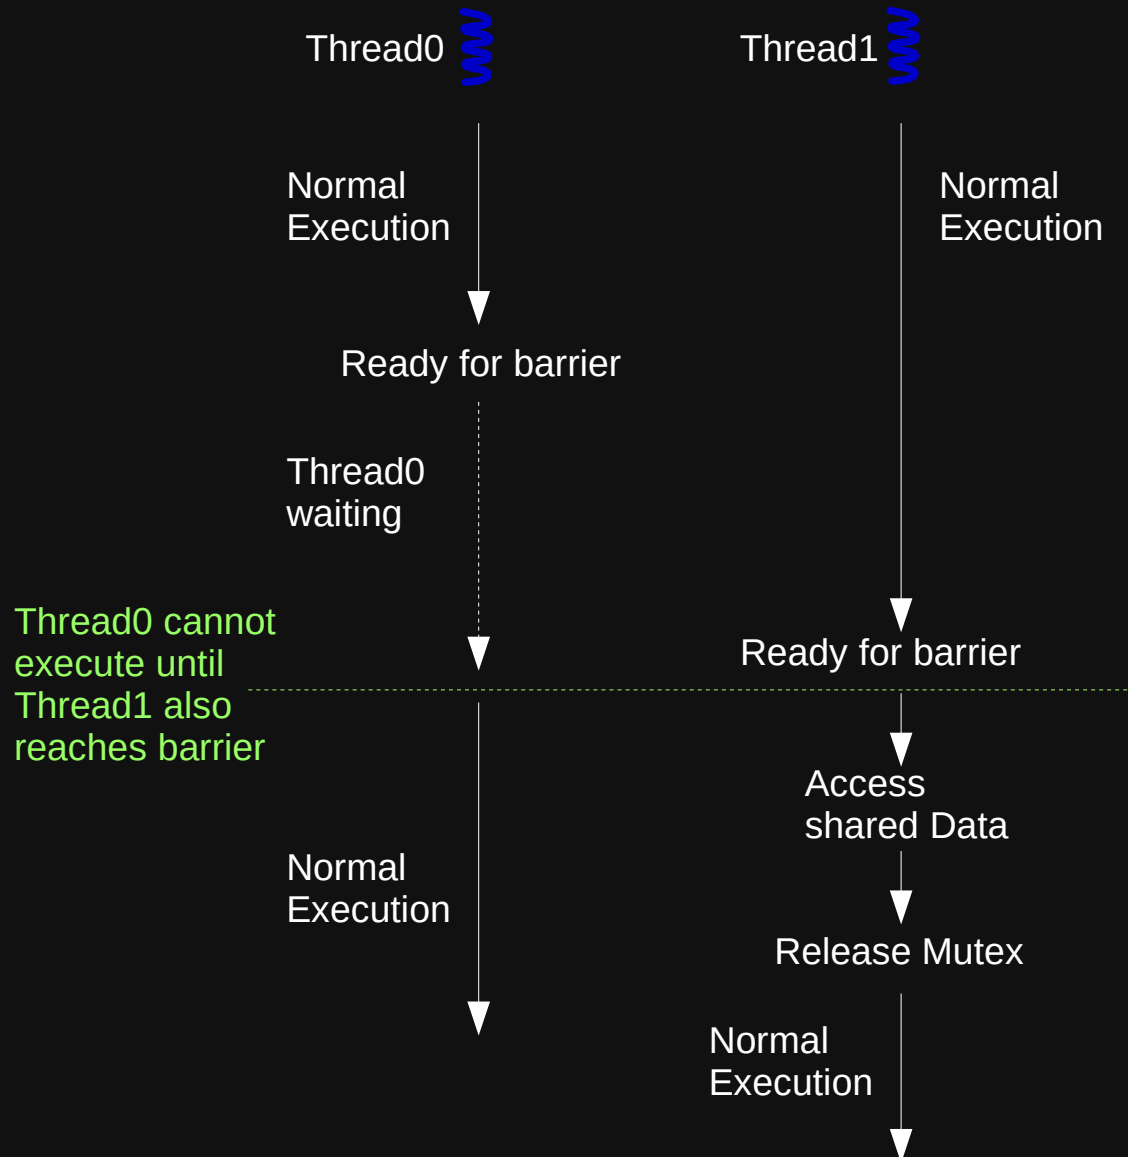 Thread0
Thread1
Normal
Execution
Normal
Execution
Ready for barrier
Thread0
waiting
Thread0 cannot
execute until
Thread1 also
reaches barrier
Ready for barrier
Access
shared Data
Normal
Execution
Release Mutex
Normal
Execution